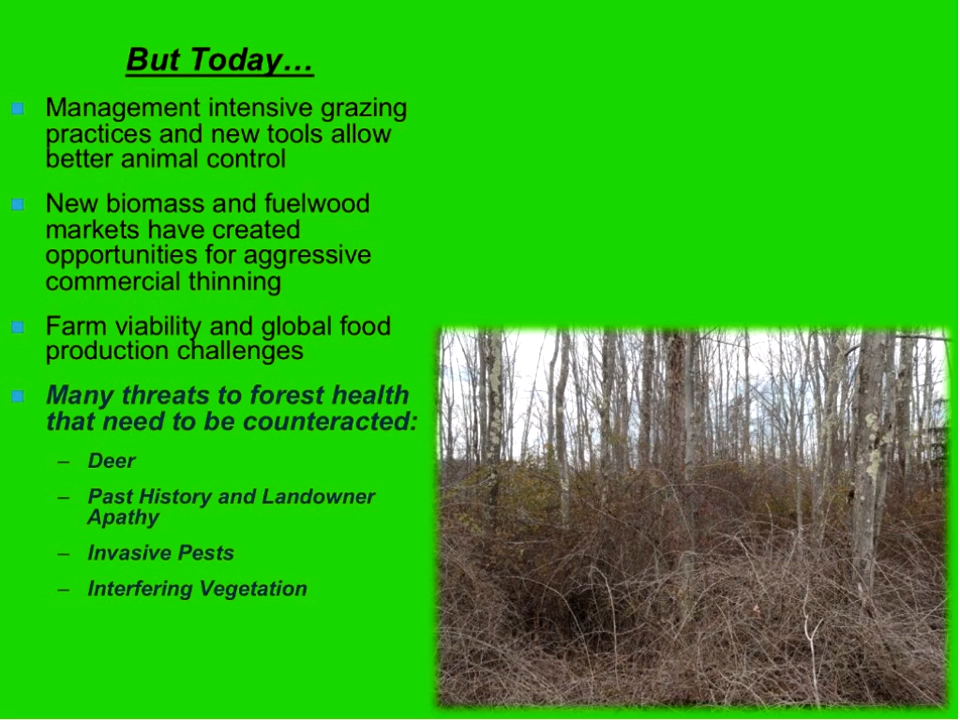 But Today…
Management intensive grazing
practices and new tools allow
better animal control
New biomass and fuelwood
markets have created
opportunities for aggressive
commercial thinning
Farm viability and global food
production challenges
Many threats to forest health
that need to be counteracted:
– Deer
– Past History and Landowner
Apathy
– Invasive Pests
– Interfering Vegetation